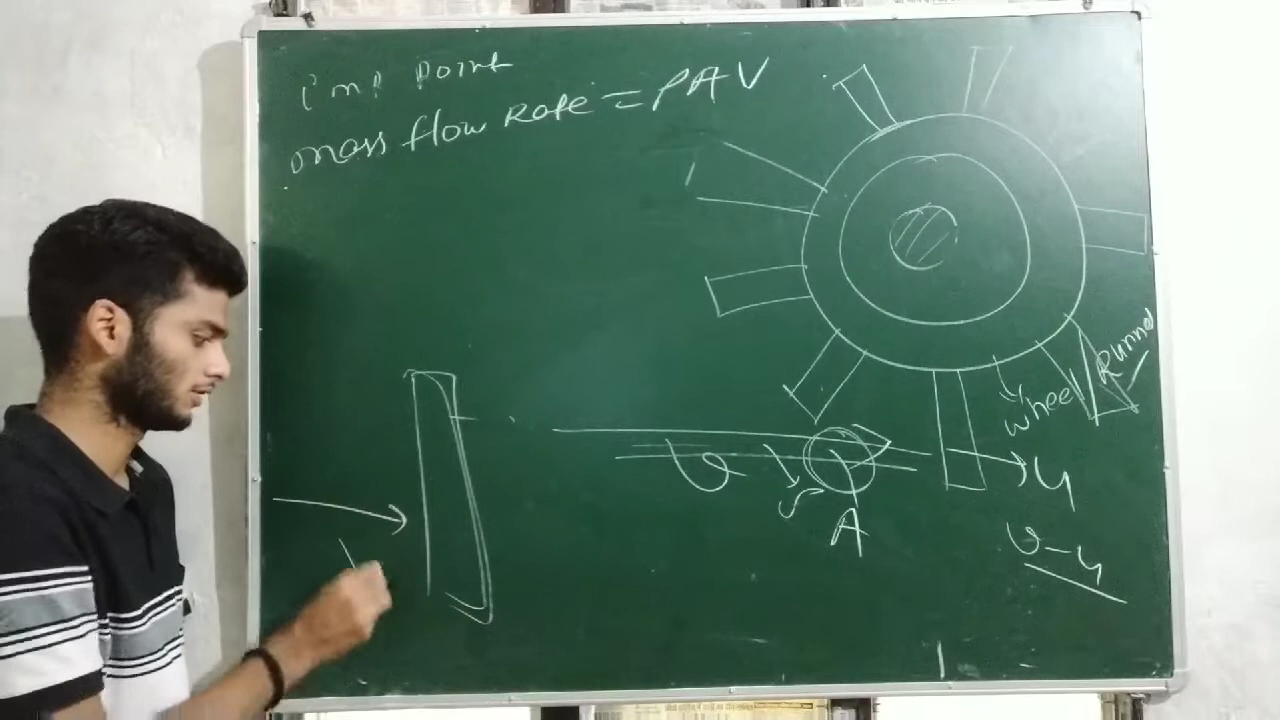 imp Point
mass flow Rate = ρAV
Runner
wheel
v
u
A
v-u